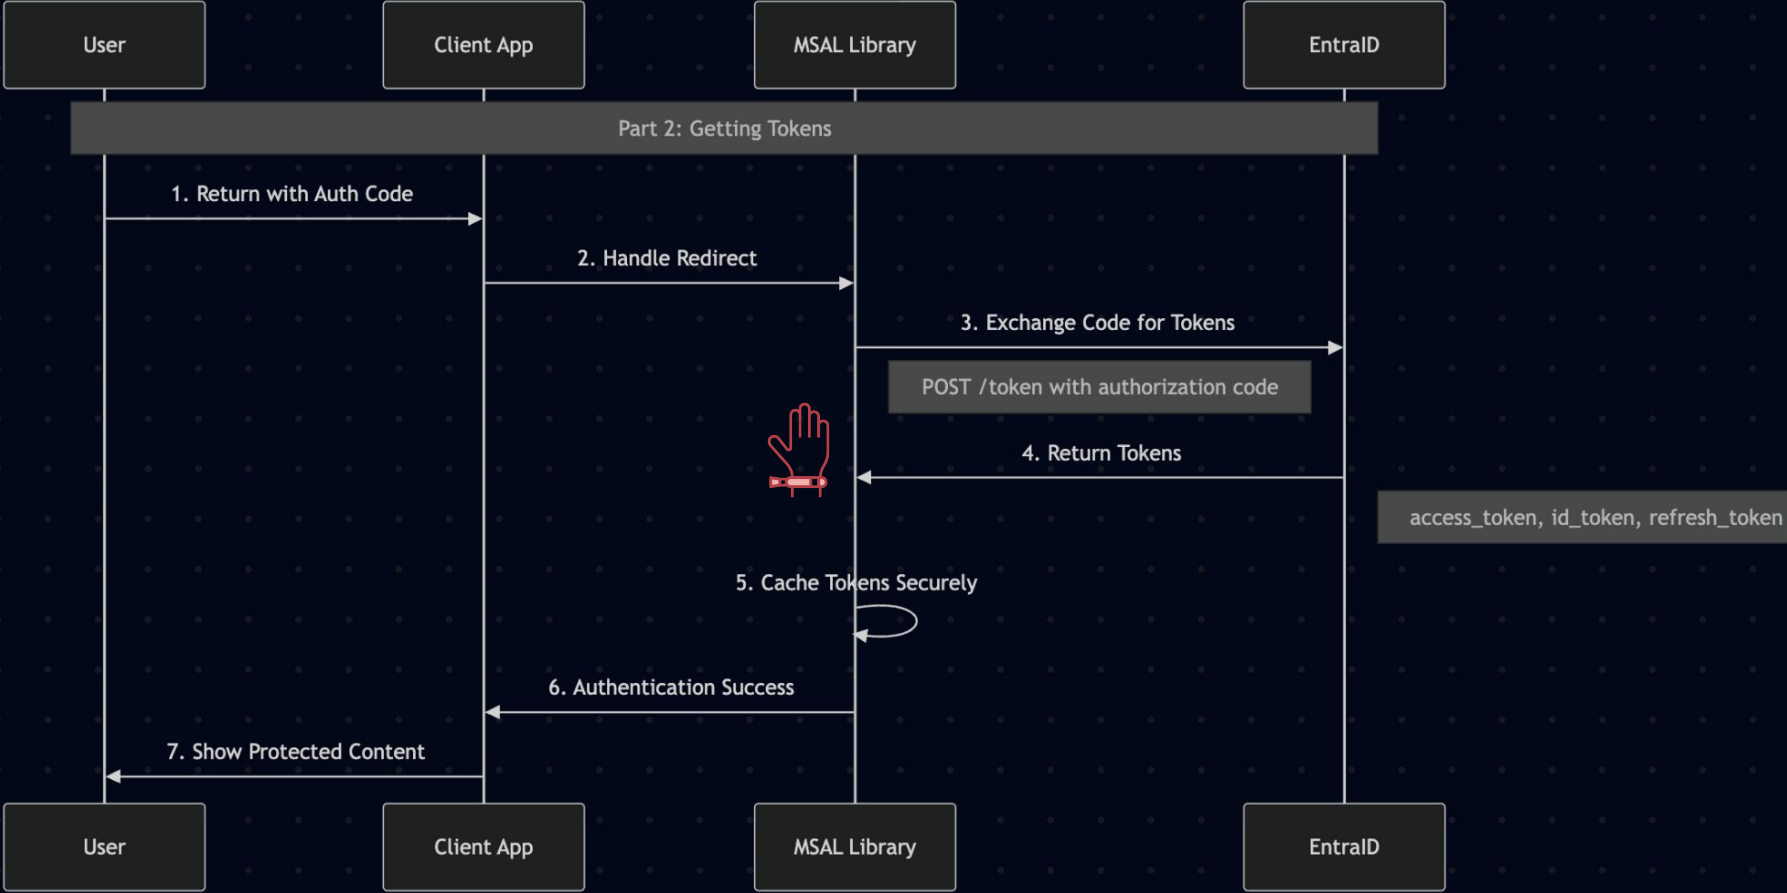 User
Client App
MSAL Library
EntraID
Part 2: Getting Tokens
1. Return with Auth Code
2. Handle Redirect
3. Exchange Code for Tokens
POST /token with authorization code
4. Return Tokens
access_token, id_token, refresh_token
5. Cache Tokens Securely
6. Authentication Success
7. Show Protected Content
User
Client App
MSAL Library
EntraID